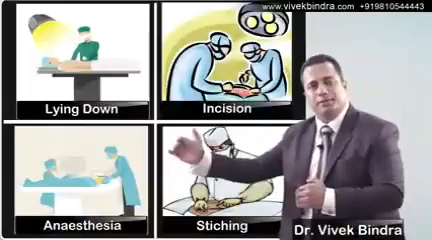 www.vivekbindra.com +919810544443
Lying Down
Incision
Anaesthesia
Stiching
Dr. Vivek Bindra